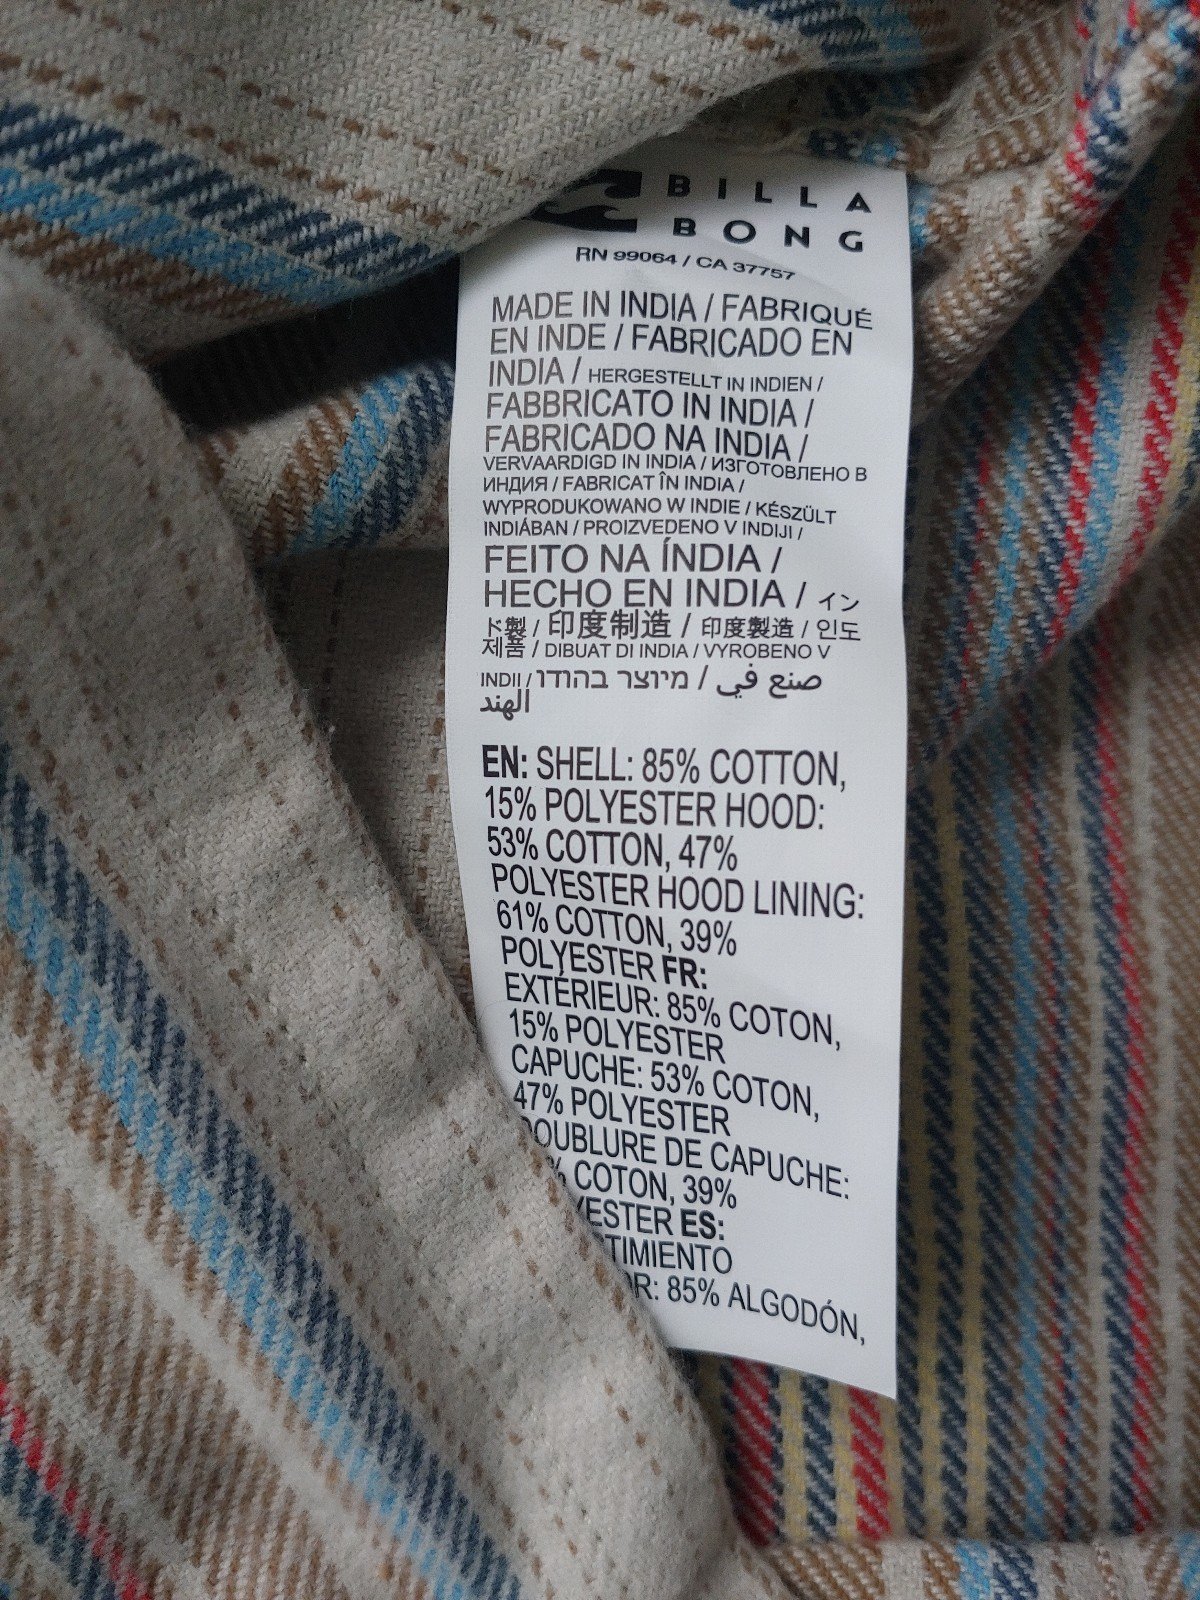 BILLA
BONG
RN 99064 / CA 37757
MADE IN INDIA / FABRIQUÉ
EN INDE / FABRICADO EN
INDIA / HERGESTELLT IN INDIEN /
FABBRICATO IN INDIA /
FABRICADO NA INDIA /
VERVAARDIGD IN INDIA / ИЗГОТОВЛЕНО В
ИНДИЯ / FABRICAT ÎN INDIA /
WYPRODUKOWANO W INDIE / KÉSZÜLT
INDIÁBAN / PROIZVEDENO V INDIJI /
FEITO NA ÍNDIA /
HECHO EN INDIA / イン
ド製 / 印度制造 / 印度製造 / 인도
제품 / DIBUAT DI INDIA / VYROBENO V
INDII / מיוצר בהודו / صنع في
الهند
EN: SHELL: 85% COTTON,
15% POLYESTER HOOD:
53% COTTON, 47%
POLYESTER HOOD LINING:
61% COTTON, 39%
POLYESTER FR:
EXTÉRIEUR: 85% COTON,
15% POLYESTER
CAPUCHE: 53% COTON,
47% POLYESTER
DOUBLURE DE CAPUCHE:
% COTON, 39%
YESTER ES:
TIMIENTO
OR: 85% ALGODÓN,